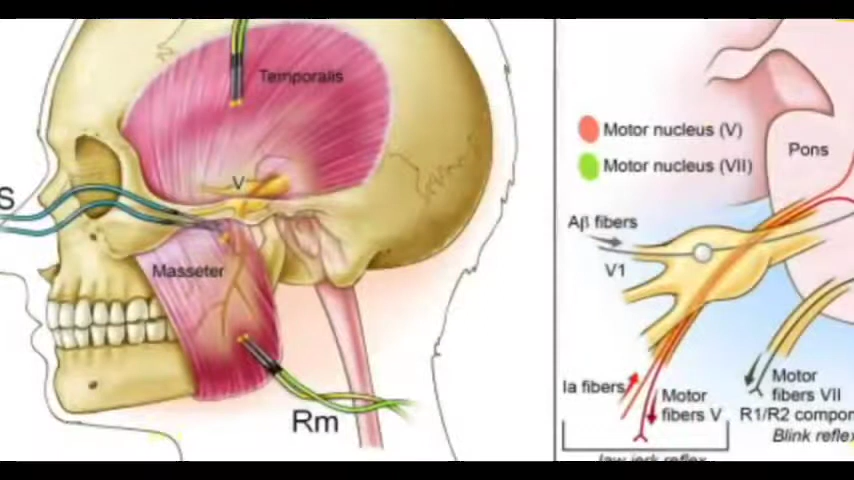 Temporalis
V
S
Masseter
Rm
Motor nucleus (V)
Motor nucleus (VII)
Pons
Aβ fibers
V1
Ia fibers
Motor
fibers V
Motor
fibers VII
R1/R2 compor
Blink reflex
Jaw jerk reflex